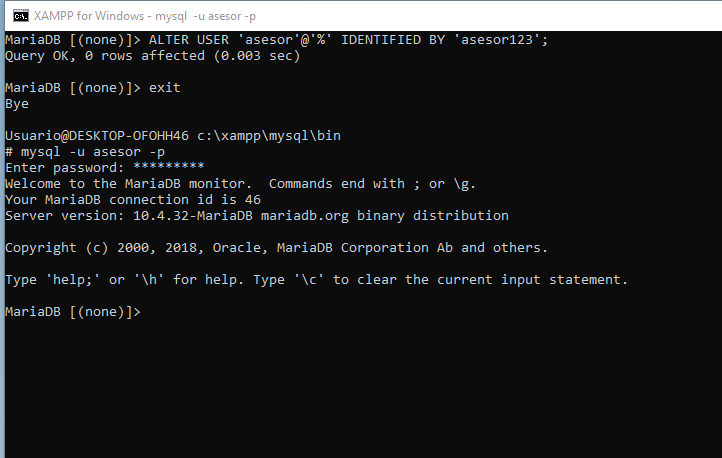 XAMPP for Windows - mysql  -u asesor -p
MariaDB [(none)]> ALTER USER 'asesor'@'%' IDENTIFIED BY 'asesor123';
Query OK, 0 rows affected (0.003 sec)
MariaDB [(none)]> exit
Bye
Usuario@DESKTOP-OFOHH46 c:\xampp\mysql\bin
# mysql -u asesor -p
Enter password: *********
Welcome to the MariaDB monitor.  Commands end with ; or \g.
Your MariaDB connection id is 46
Server version: 10.4.32-MariaDB mariadb.org binary distribution
Copyright (c) 2000, 2018, Oracle, MariaDB Corporation Ab and others.
Type 'help;' or '\h' for help. Type '\c' to clear the current input statement.
MariaDB [(none)]>